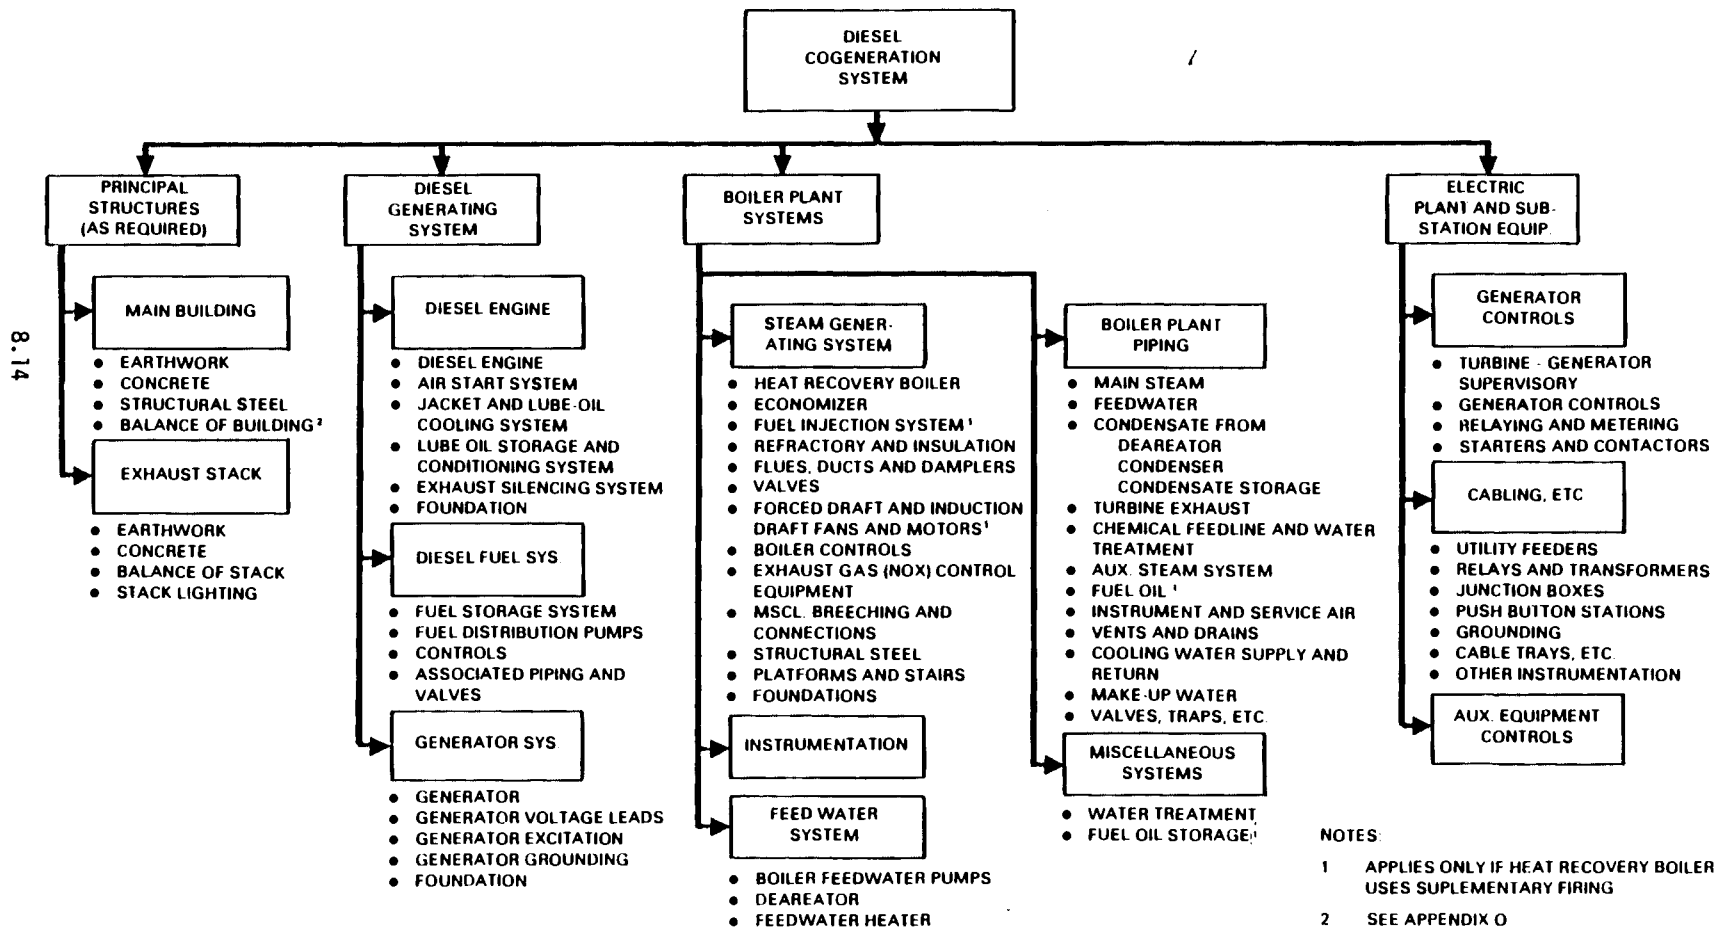 DIESEL
COGENERATION
SYSTEM
PRINCIPAL
STRUCTURES
(AS REQUIRED)
MAIN BUILDING
● EARTHWORK
● CONCRETE
● STRUCTURAL STEEL
● BALANCE OF BUILDING²
EXHAUST STACK
● EARTHWORK
● CONCRETE
● BALANCE OF STACK
● STACK LIGHTING
DIESEL
GENERATING
SYSTEM
DIESEL ENGINE
● DIESEL ENGINE
● AIR START SYSTEM
● JACKET AND LUBE-OIL
COOLING SYSTEM
● LUBE OIL STORAGE AND
CONDITIONING SYSTEM
● EXHAUST SILENCING SYSTEM
● FOUNDATION
DIESEL FUEL SYS.
● FUEL STORAGE SYSTEM
● FUEL DISTRIBUTION PUMPS
● CONTROLS
● ASSOCIATED PIPING AND
VALVES
GENERATOR SYS.
● GENERATOR
● GENERATOR VOLTAGE LEADS
● GENERATOR EXCITATION
● GENERATOR GROUNDING
● FOUNDATION
BOILER PLANT
SYSTEMS
STEAM GENER-
ATING SYSTEM
● HEAT RECOVERY BOILER
● ECONOMIZER
● FUEL INJECTION SYSTEM¹
● REFRACTORY AND INSULATION
● FLUES, DUCTS AND DAMPLERS
● VALVES
● FORCED DRAFT AND INDUCTION
DRAFT FANS AND MOTORS¹
● BOILER CONTROLS
● EXHAUST GAS (NOX) CONTROL
EQUIPMENT
● MSCL. BREECHING AND
CONNECTIONS
● STRUCTURAL STEEL
● PLATFORMS AND STAIRS
● FOUNDATIONS
INSTRUMENTATION
FEED WATER
SYSTEM
● BOILER FEEDWATER PUMPS
● DEAREATOR
● FEEDWATER HEATER
BOILER PLANT
PIPING
● MAIN STEAM
● FEEDWATER
● CONDENSATE FROM
DEAREATOR
CONDENSER
CONDENSATE STORAGE
● TURBINE EXHAUST
● CHEMICAL FEEDLINE AND WATER
TREATMENT
● AUX. STEAM SYSTEM
● FUEL OIL ¹
● INSTRUMENT AND SERVICE AIR
● VENTS AND DRAINS
● COOLING WATER SUPPLY AND
RETURN
● MAKE-UP WATER
● VALVES, TRAPS, ETC.
MISCELLANEOUS
SYSTEMS
● WATER TREATMENT
● FUEL OIL STORAGE¹
ELECTRIC
PLANT AND SUB-
STATION EQUIP.
GENERATOR
CONTROLS
● TURBINE - GENERATOR
SUPERVISORY
● GENERATOR CONTROLS
● RELAYING AND METERING
● STARTERS AND CONTACTORS
CABLING, ETC
● UTILITY FEEDERS
● RELAYS AND TRANSFORMERS
● JUNCTION BOXES
● PUSH BUTTON STATIONS
● GROUNDING
● CABLE TRAYS, ETC.
● OTHER INSTRUMENTATION
AUX. EQUIPMENT
CONTROLS
NOTES:
1 APPLIES ONLY IF HEAT RECOVERY BOILER
USES SUPLEMENTARY FIRING
2 SEE APPENDIX O
8.14